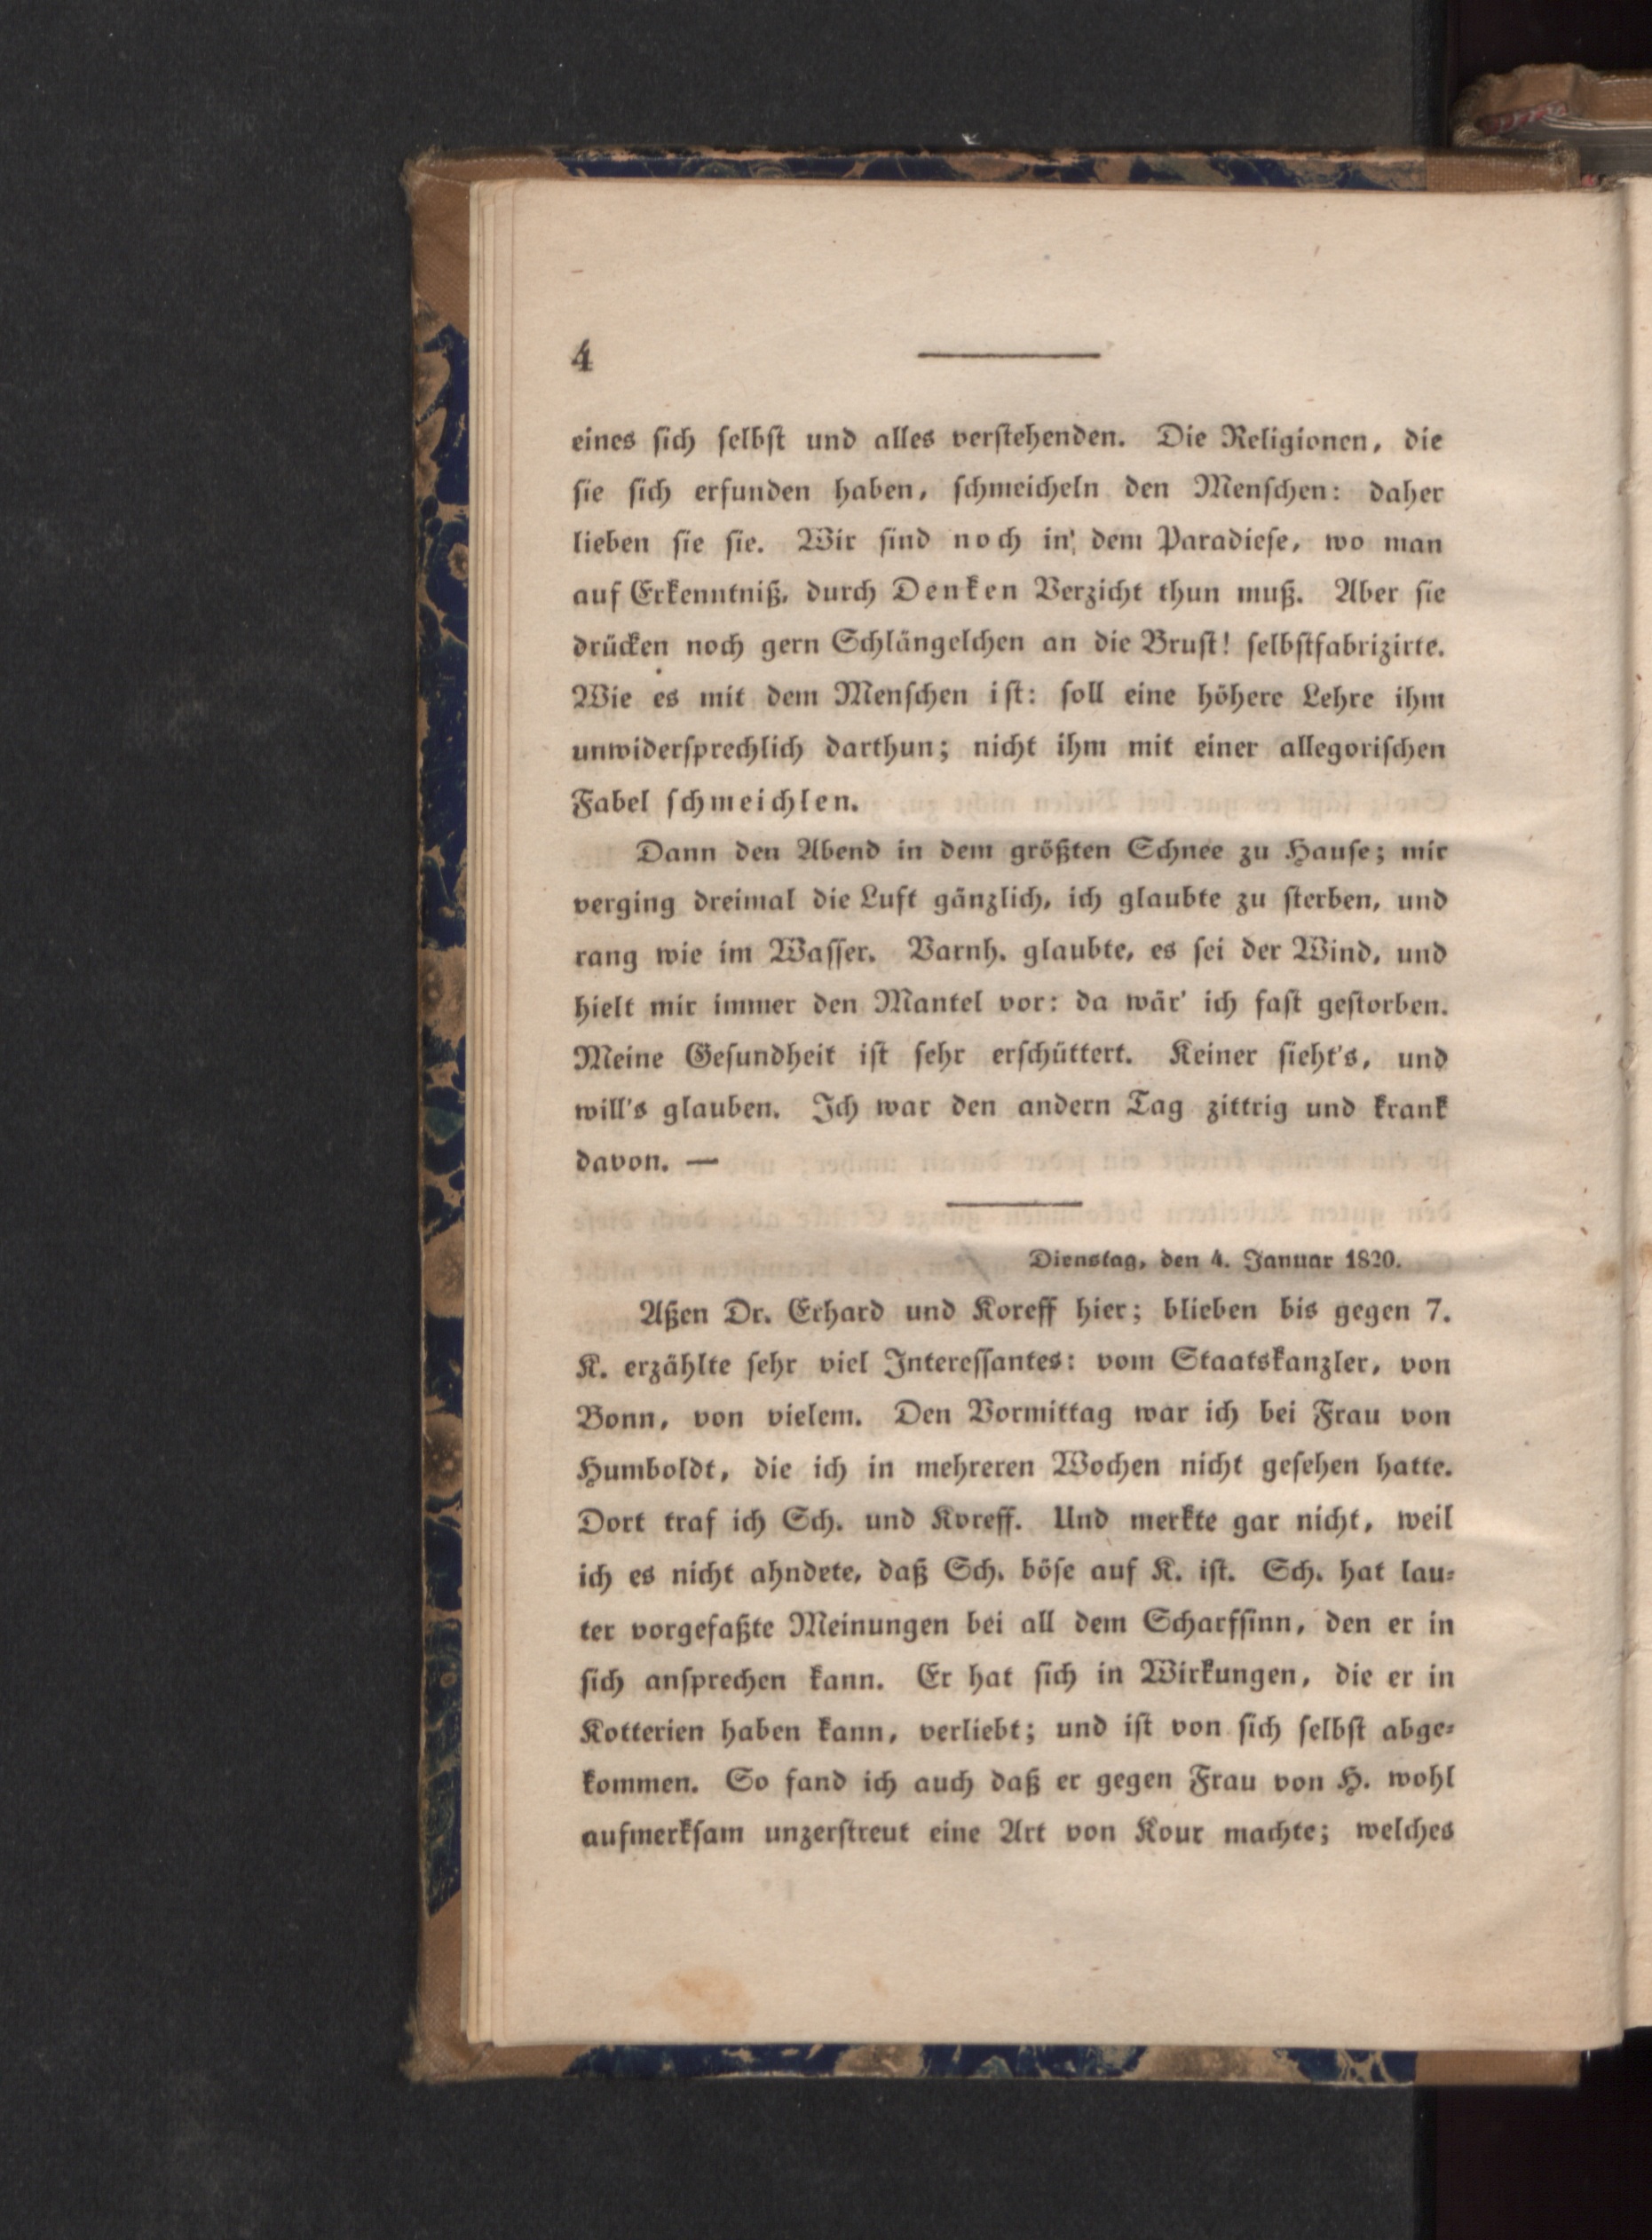 4
eines ſich ſelbſt und alles verſtehenden. Die Religionen, die
ſie ſich erfunden haben, ſchmeicheln den Menſchen: daher
lieben ſie ſie. Wir ſind noch in dem Paradieſe, wo man
auf Erkenntniß, durch Denken Verzicht thun muß. Aber ſie
drücken noch gern Schlängelchen an die Bruſt! ſelbſtfabrizirte.
Wie es mit dem Menſchen iſt: ſoll eine höhere Lehre ihm
unwiderſprechlich darthun; nicht ihm mit einer allegoriſchen
Fabel ſchmeichlen.
Dann den Abend in dem größten Schnee zu Hauſe; mir
verging dreimal die Luft gänzlich, ich glaubte zu ſterben, und
rang wie im Waſſer. Varnh. glaubte, es ſei der Wind, und
hielt mir immer den Mantel vor: da wär' ich faſt geſtorben.
Meine Geſundheit iſt ſehr erſchüttert. Keiner ſieht's, und
will's glauben. Ich war den andern Tag zittrig und krank
davon. —
Dienstag, den 4. Januar 1820.
Aßen Dr. Erhard und Koreff hier; blieben bis gegen 7.
K. erzählte ſehr viel Intereſſantes: vom Staatskanzler, von
Bonn, von vielem. Den Vormittag war ich bei Frau von
Humboldt, die ich in mehreren Wochen nicht geſehen hatte.
Dort traf ich Sch. und Koreff. Und merkte gar nicht, weil
ich es nicht ahndete, daß Sch. böſe auf K. iſt. Sch. hat lau⸗
ter vorgefaßte Meinungen bei all dem Scharfſinn, den er in
ſich anſprechen kann. Er hat ſich in Wirkungen, die er in
Kotterien haben kann, verliebt; und iſt von ſich ſelbſt abge⸗
kommen. So fand ich auch daß er gegen Frau von H. wohl
aufmerkſam unzerſtreut eine Art von Kour machte; welches